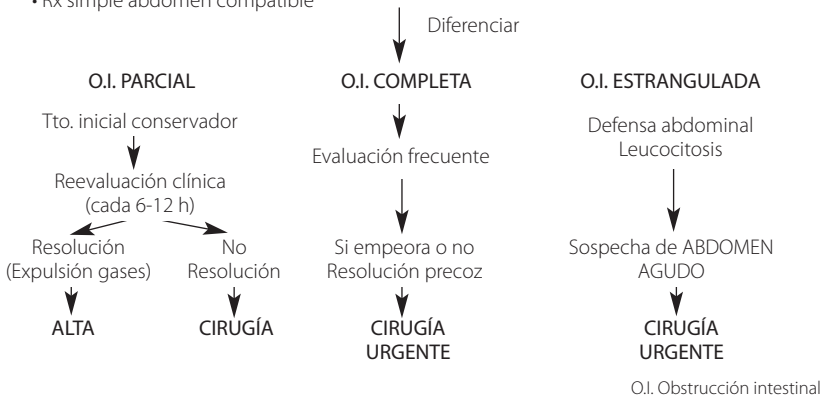 • Rx simple abdomen compatible
Diferenciar
O.I. PARCIAL
Tto. inicial conservador
Reevaluación clínica
(cada 6-12 h)
Resolución
(Expulsión gases)
ALTA
No
Resolución
CIRUGÍA
O.I. COMPLETA
Evaluación frecuente
Si empeora o no
Resolución precoz
CIRUGÍA
URGENTE
O.I. ESTRANGULADA
Defensa abdominal
Leucocitosis
Sospecha de ABDOMEN
AGUDO
CIRUGÍA
URGENTE
O.I. Obstrucción intestinal